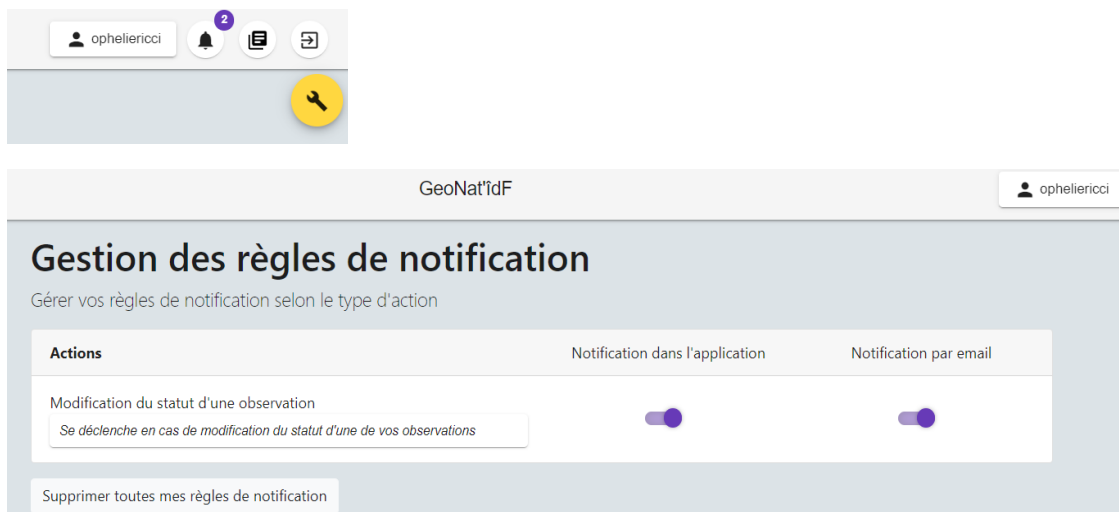 opheliericci
2
GeoNat'îdF
opheliericci
Gestion des règles de notification
Gérer vos règles de notification selon le type d'action
Actions Notification dans l'application Notification par email
Modification du statut d'une observation
Se déclenche en cas de modification du statut d'une de vos observations
Supprimer toutes mes règles de notification